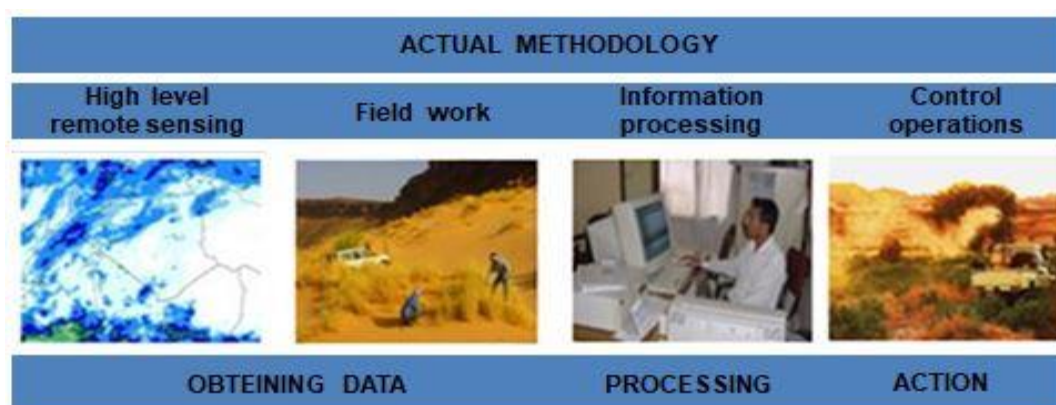 ACTUAL METHODOLOGY
High level
remote sensing
Field work
Information
processing
Control
operations
OBTEINING DATA
PROCESSING
ACTION